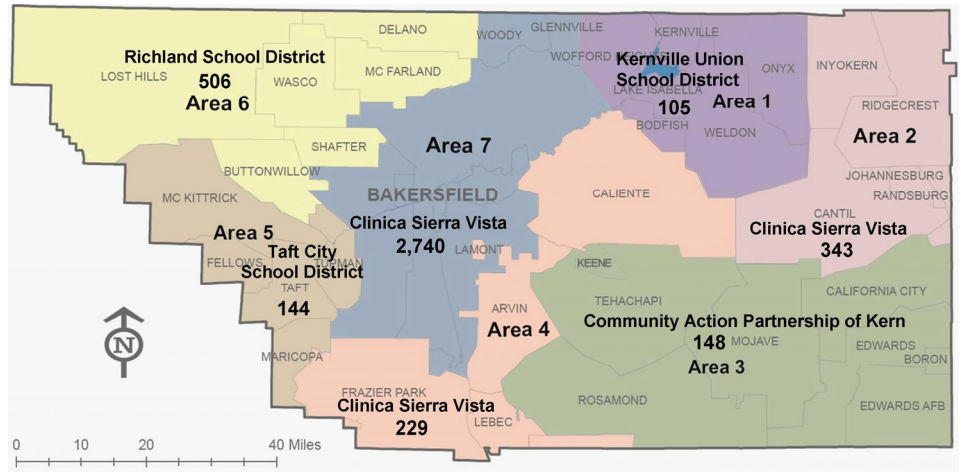 DELANO
WOODY
GLENNVILLE
KERNVILLE
Richland School District
506
Area 6
LOST HILLS
WASCO
MC FARLAND
WOFFORD HEIGHTS
Kernville Union
School District
105
Area 1
LAKE ISABELLA
ONYX
INYOKERN
RIDGECREST
Area 2
BODFISH
WELDON
SHAFTER
BUTTONWILLOW
Area 7
JOHANNESBURG
RANDSBURG
MC KITTRICK
BAKERSFIELD
CALIENTE
CANTIL
Clinica Sierra Vista
343
Clinica Sierra Vista
2,740
LAMONT
Area 5
Taft City
School District
144
FELLOWS
TUPMAN
TAFT
KEENE
TEHACHAPI
CALIFORNIA CITY
ARVIN
Area 4
Community Action Partnership of Kern
148
MOJAVE
Area 3
EDWARDS
BORON
N
MARICOPA
FRAZIER PARK
Clinica Sierra Vista
229
LEBEC
ROSAMOND
EDWARDS AFB
0 10 20 40 Miles